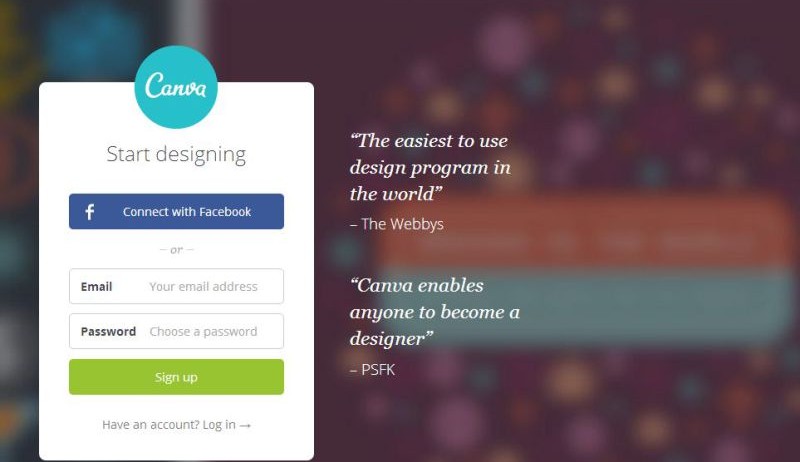 Canva
Start designing
f Connect with Facebook
– or –
Email Your email address
Password Choose a password
Sign up
Have an account? Log in →
“The easiest to use
design program in
the world”
– The Webbys
“Canva enables
anyone to become a
designer”
– PSFK